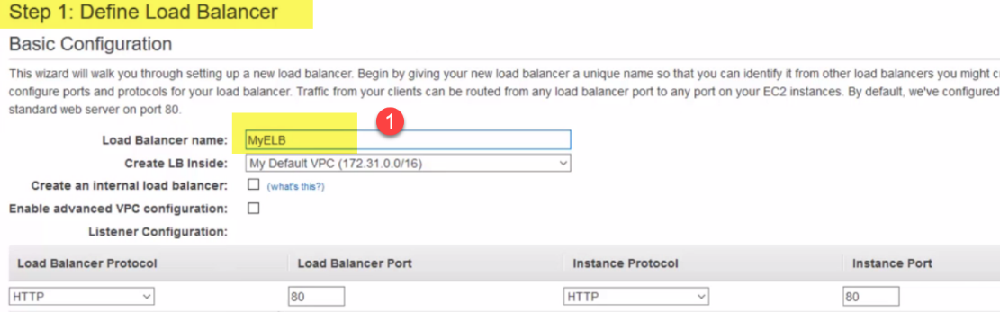 Step 1: Define Load Balancer
Basic Configuration
This wizard will walk you through setting up a new load balancer. Begin by giving your new load balancer a unique name so that you can identify it from other load balancers you might
configure ports and protocols for your load balancer. Traffic from your clients can be routed from any load balancer port to any port on your EC2 instances. By default, we've configured
standard web server on port 80.
Load Balancer name: MyELB
1
Create LB Inside: My Default VPC (172.31.0.0/16)
Create an internal load balancer: (what's this?)
Enable advanced VPC configuration:
Listener Configuration:
Load Balancer Protocol Load Balancer Port Instance Protocol Instance Port
HTTP 80 HTTP 80